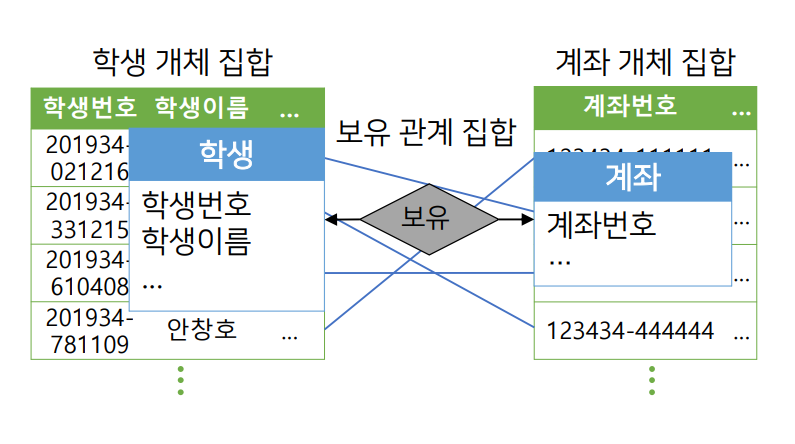 학생 개체 집합
계좌 개체 집합
학생번호 학생이름 ...
계좌번호 ...
보유 관계 집합
201934-
021216
학생
...
계좌
201934-
331215
학생번호
학생이름
...
보유
계좌번호
...
...
201934-
610408
...
201934-
781109
안창호 ...
123434-444444 ...